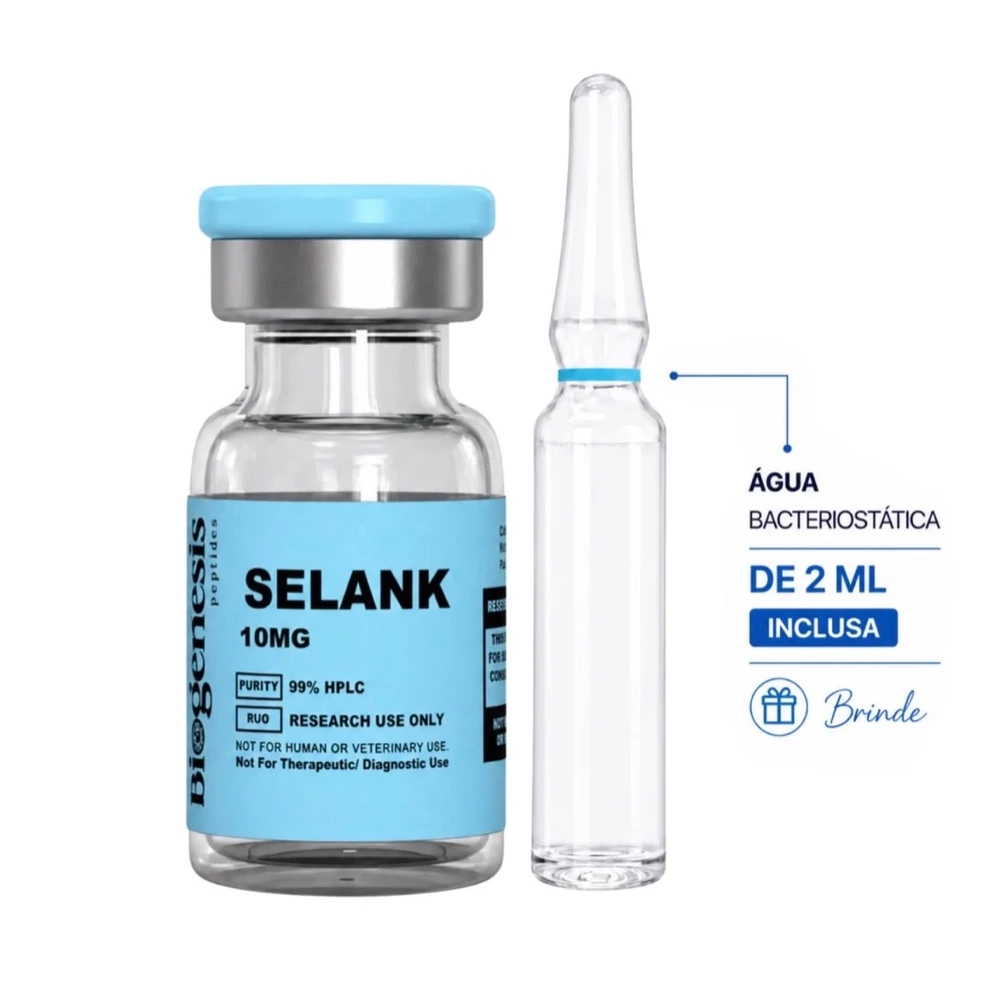 Biogenesis
peptides
SELANK
10MG
PURITY 99% HPLC
RUO RESEARCH USE ONLY
NOT FOR HUMAN OR VETERINARY USE.
Not For Therapeutic/ Diagnostic Use
ÁGUA
BACTERIOSTÁTICA
DE 2 ML
INCLUSA
Brinde